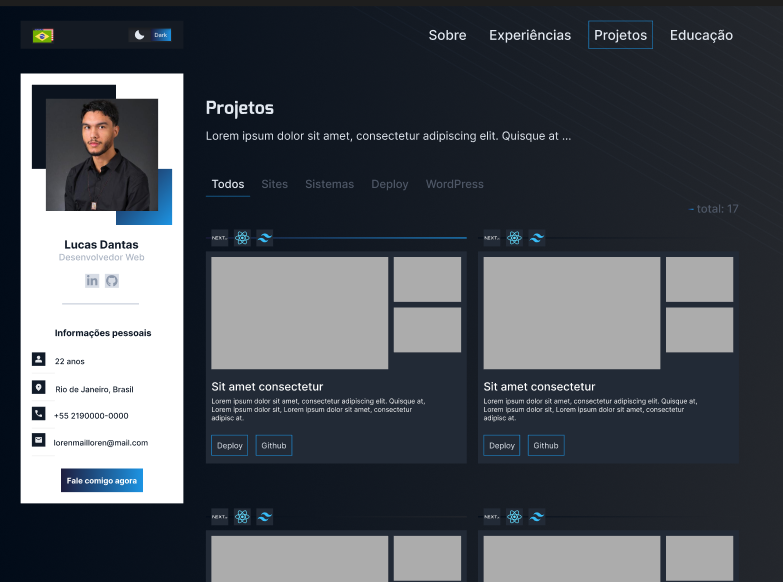 Dark
Sobre Experiências Projetos Educação
Lucas Dantas
Desenvolvedor Web
in
Informações pessoais
22 anos
Rio de Janeiro, Brasil
+55 2190000-0000
lorenmailloren@mail.com
Fale comigo agora
Projetos
Lorem ipsum dolor sit amet, consectetur adipiscing elit. Quisque at ...
Todos Sites Sistemas Deploy WordPress
- total: 17
NEXT.
Sit amet consectetur
Lorem ipsum dolor sit amet, consectetur adipiscing elit. Quisque at,
Lorem ipsum dolor sit, Lorem ipsum dolor sit amet, consectetur
adipisc at.
Deploy Github
NEXT.
Sit amet consectetur
Lorem ipsum dolor sit amet, consectetur adipiscing elit. Quisque at,
Lorem ipsum dolor sit, Lorem ipsum dolor sit amet, consectetur
adipisc at.
Deploy Github
NEXT.
NEXT.